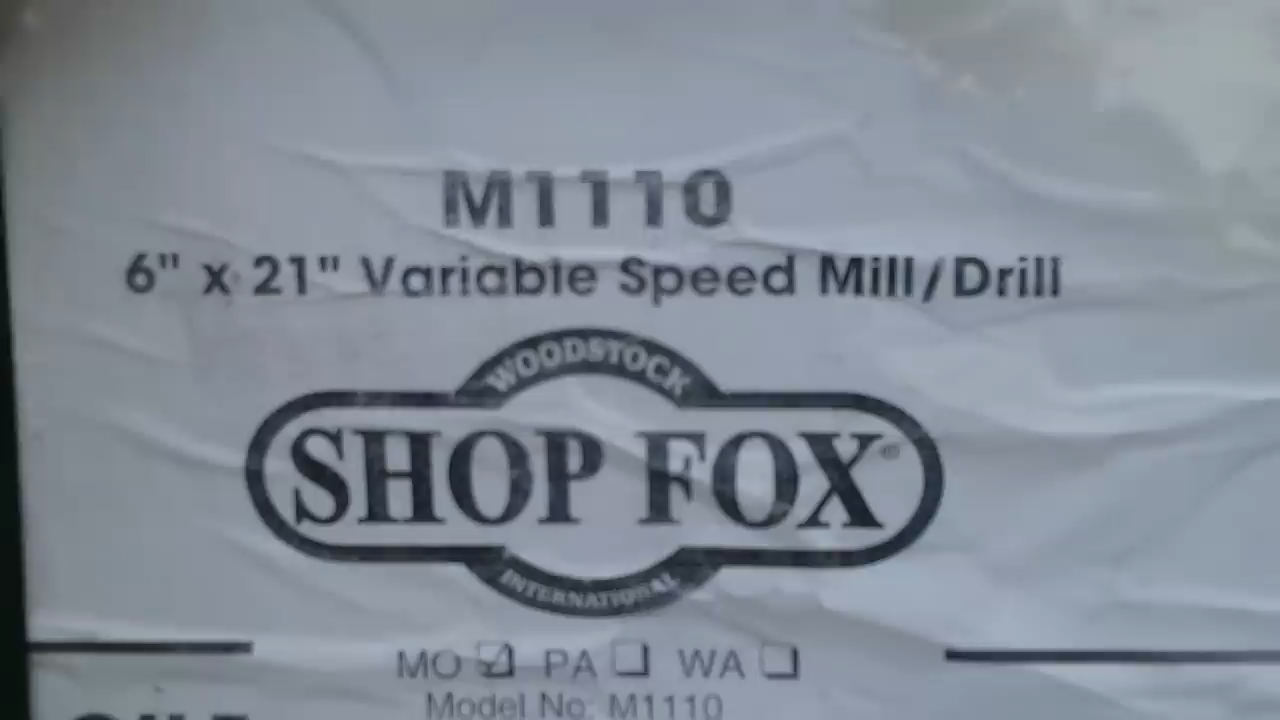 M1110
6" x 21" Variable Speed Mill/Drill
WOODSTOCK
SHOP FOX®
INTERNATIONAL
MO ☑ PA ☐ WA ☐
Model No: M1110